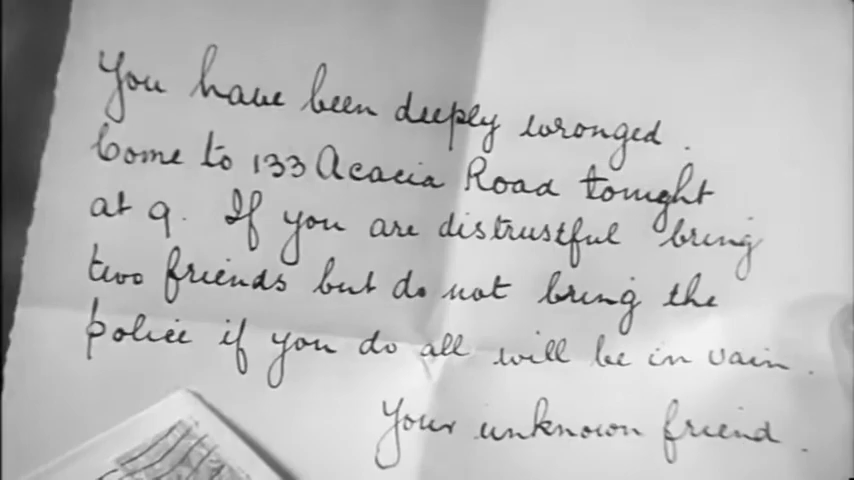 You have been deeply wronged.
Come to 133 Acacia Road tonight
at 9. If you are distrustful bring
two friends but do not bring the
police if you do all will be in vain.
Your unknown friend.